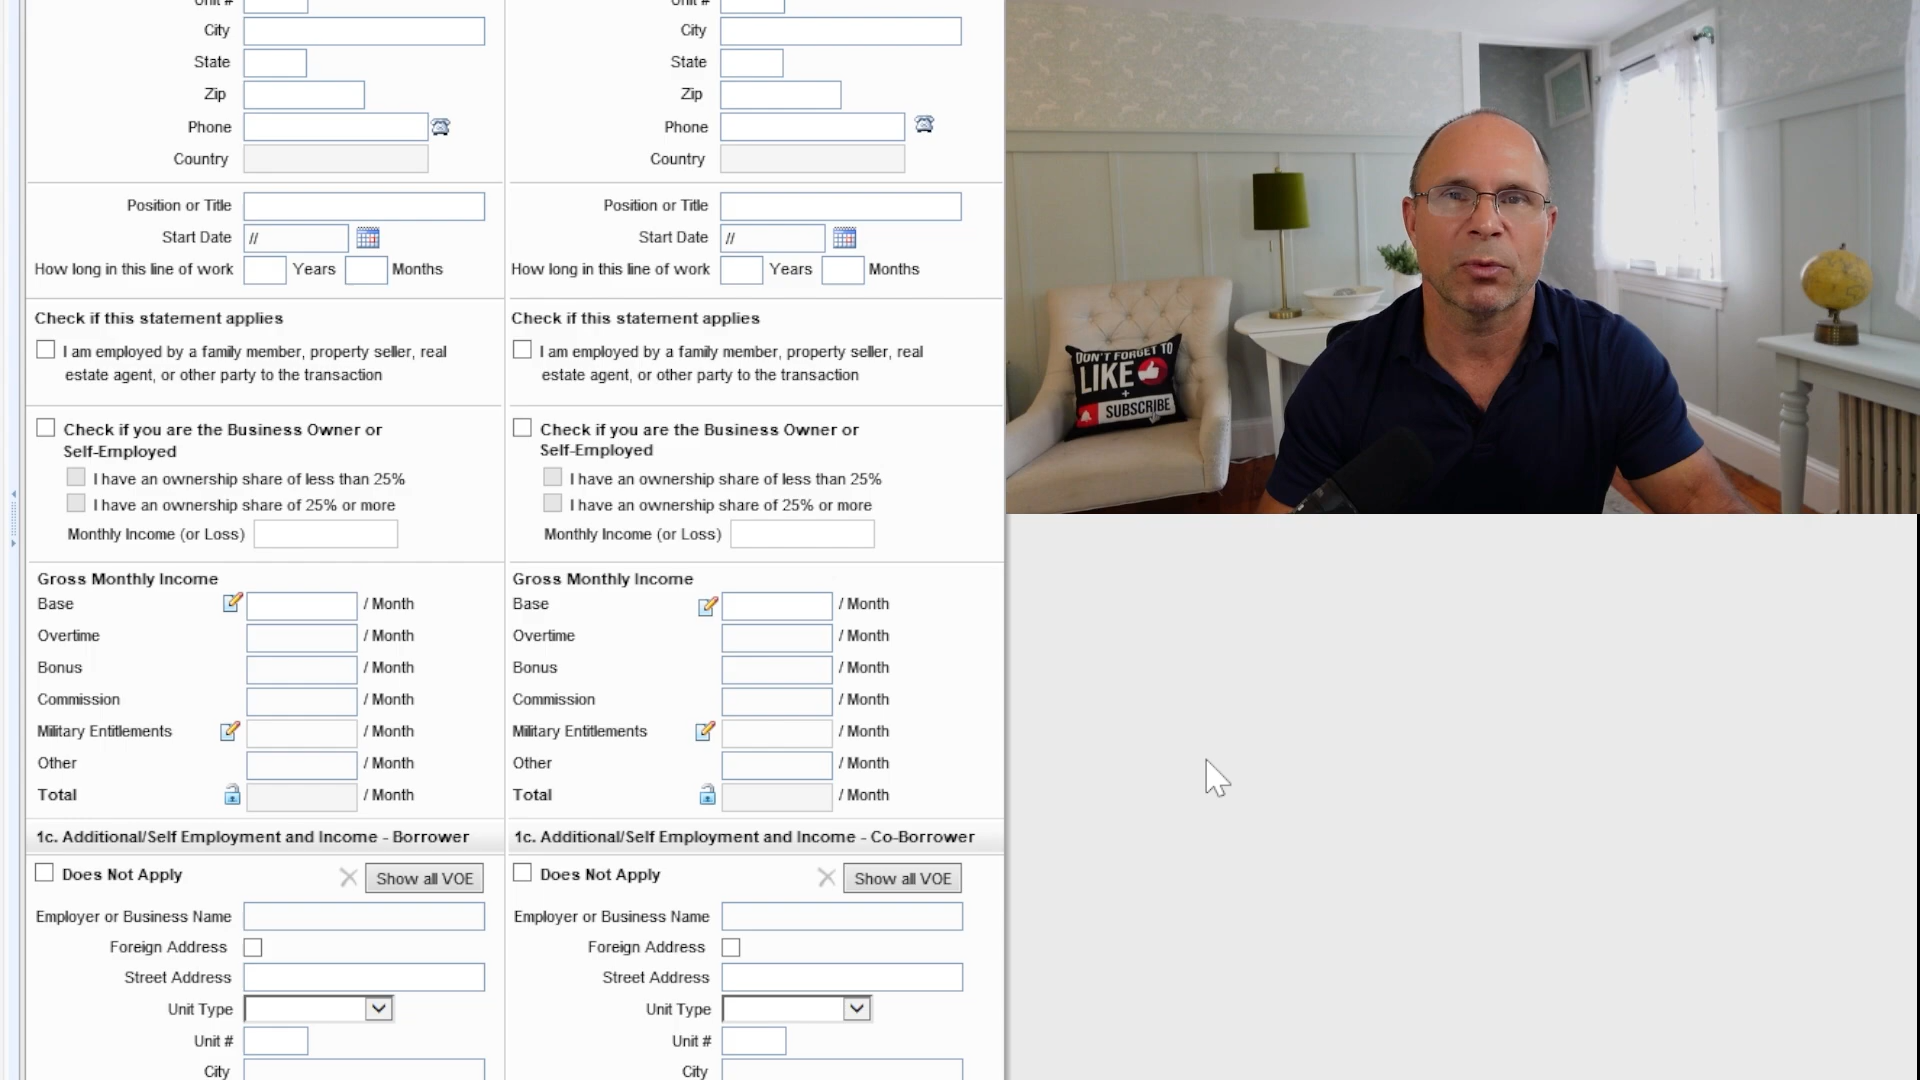 Unit # Unit #
City City
State State
Zip Zip
Phone Phone
Country Country
Position or Title Position or Title
Start Date // Start Date //
How long in this line of work Years Months How long in this line of work Years Months
Check if this statement applies Check if this statement applies
I am employed by a family member, property seller, real I am employed by a family member, property seller, real
estate agent, or other party to the transaction estate agent, or other party to the transaction
Check if you are the Business Owner or Check if you are the Business Owner or
Self-Employed Self-Employed
I have an ownership share of less than 25% I have an ownership share of less than 25%
I have an ownership share of 25% or more I have an ownership share of 25% or more
Monthly Income (or Loss) Monthly Income (or Loss)
Gross Monthly Income Gross Monthly Income
Base / Month Base / Month
Overtime / Month Overtime / Month
Bonus / Month Bonus / Month
Commission / Month Commission / Month
Military Entitlements / Month Military Entitlements / Month
Other / Month Other / Month
Total / Month Total / Month
1c. Additional/Self Employment and Income - Borrower 1c. Additional/Self Employment and Income - Co-Borrower
Does Not Apply Show all VOE Does Not Apply Show all VOE
Employer or Business Name Employer or Business Name
Foreign Address Foreign Address
Street Address Street Address
Unit Type Unit Type
Unit # Unit #
City City
DON'T FORGET TO
LIKE
+
SUBSCRIBE